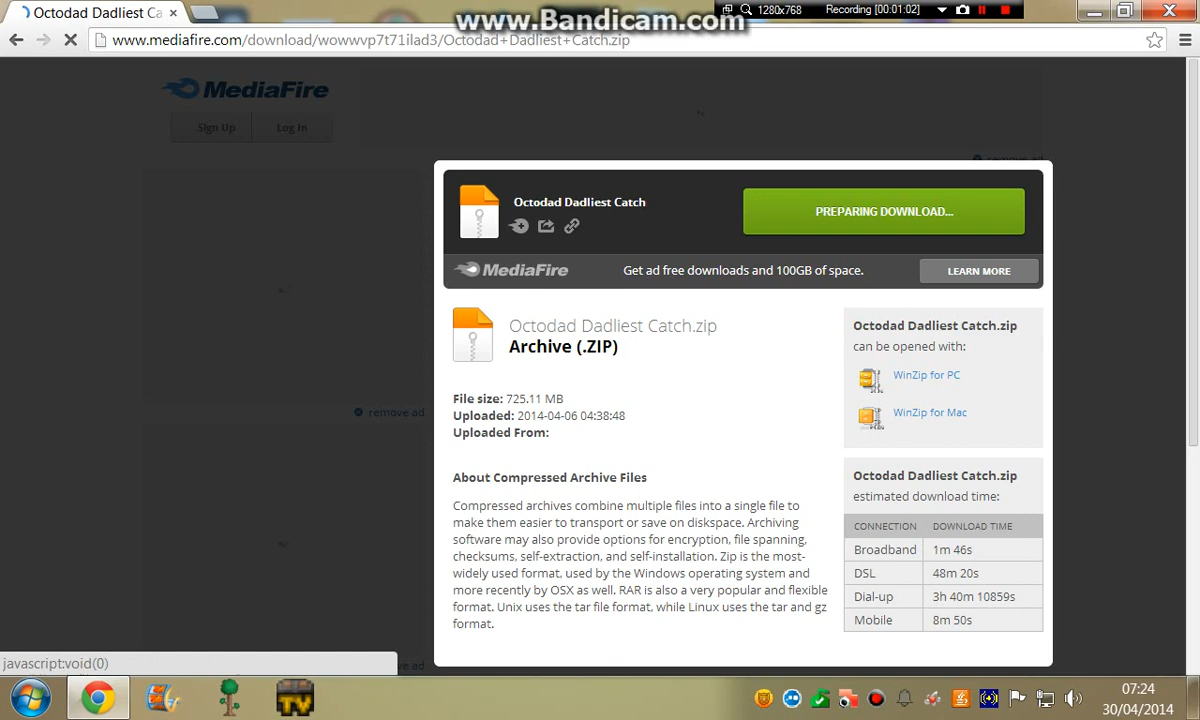 Octodad Dadliest Ca
www.Bandicam.com
1280x768 Recording [00:01:02]
www.mediafire.com/download/wowwvp7t71ilad3/Octodad+Dadliest+Catch.zip
MediaFire
Sign Up Log In
remove ad
Octodad Dadliest Catch
PREPARING DOWNLOAD...
MediaFire Get ad free downloads and 100GB of space. LEARN MORE
Octodad Dadliest Catch.zip
Archive (.ZIP)
File size: 725.11 MB
Uploaded: 2014-04-06 04:38:48
Uploaded From:
About Compressed Archive Files
Compressed archives combine multiple files into a single file to
make them easier to transport or save on diskspace. Archiving
software may also provide options for encryption, file spanning,
checksums, self-extraction, and self-installation. Zip is the most-
widely used format, used by the Windows operating system and
more recently by OSX as well. RAR is also a very popular and flexible
format. Unix uses the tar file format, while Linux uses the tar and gz
format.
Octodad Dadliest Catch.zip
can be opened with:
WinZip for PC
WinZip for Mac
Octodad Dadliest Catch.zip
estimated download time:
CONNECTION DOWNLOAD TIME
Broadband 1m 46s
DSL 48m 20s
Dial-up 3h 40m 10859s
Mobile 8m 50s
remove ad
javascript:void(0)
ve ad
TV
07:24
30/04/2014